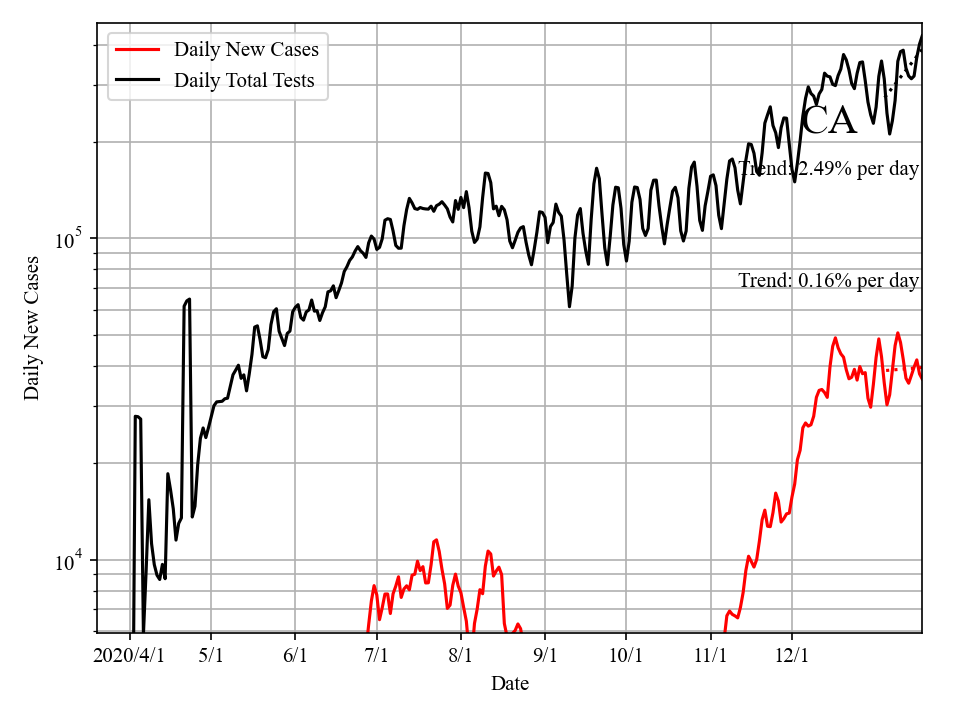 Daily New Cases
Daily Total Tests
CA
Trend: 2.49% per day
Trend: 0.16% per day
10^5
10^4
Daily New Cases
2020/4/1 5/1 6/1 7/1 8/1 9/1 10/1 11/1 12/1
Date